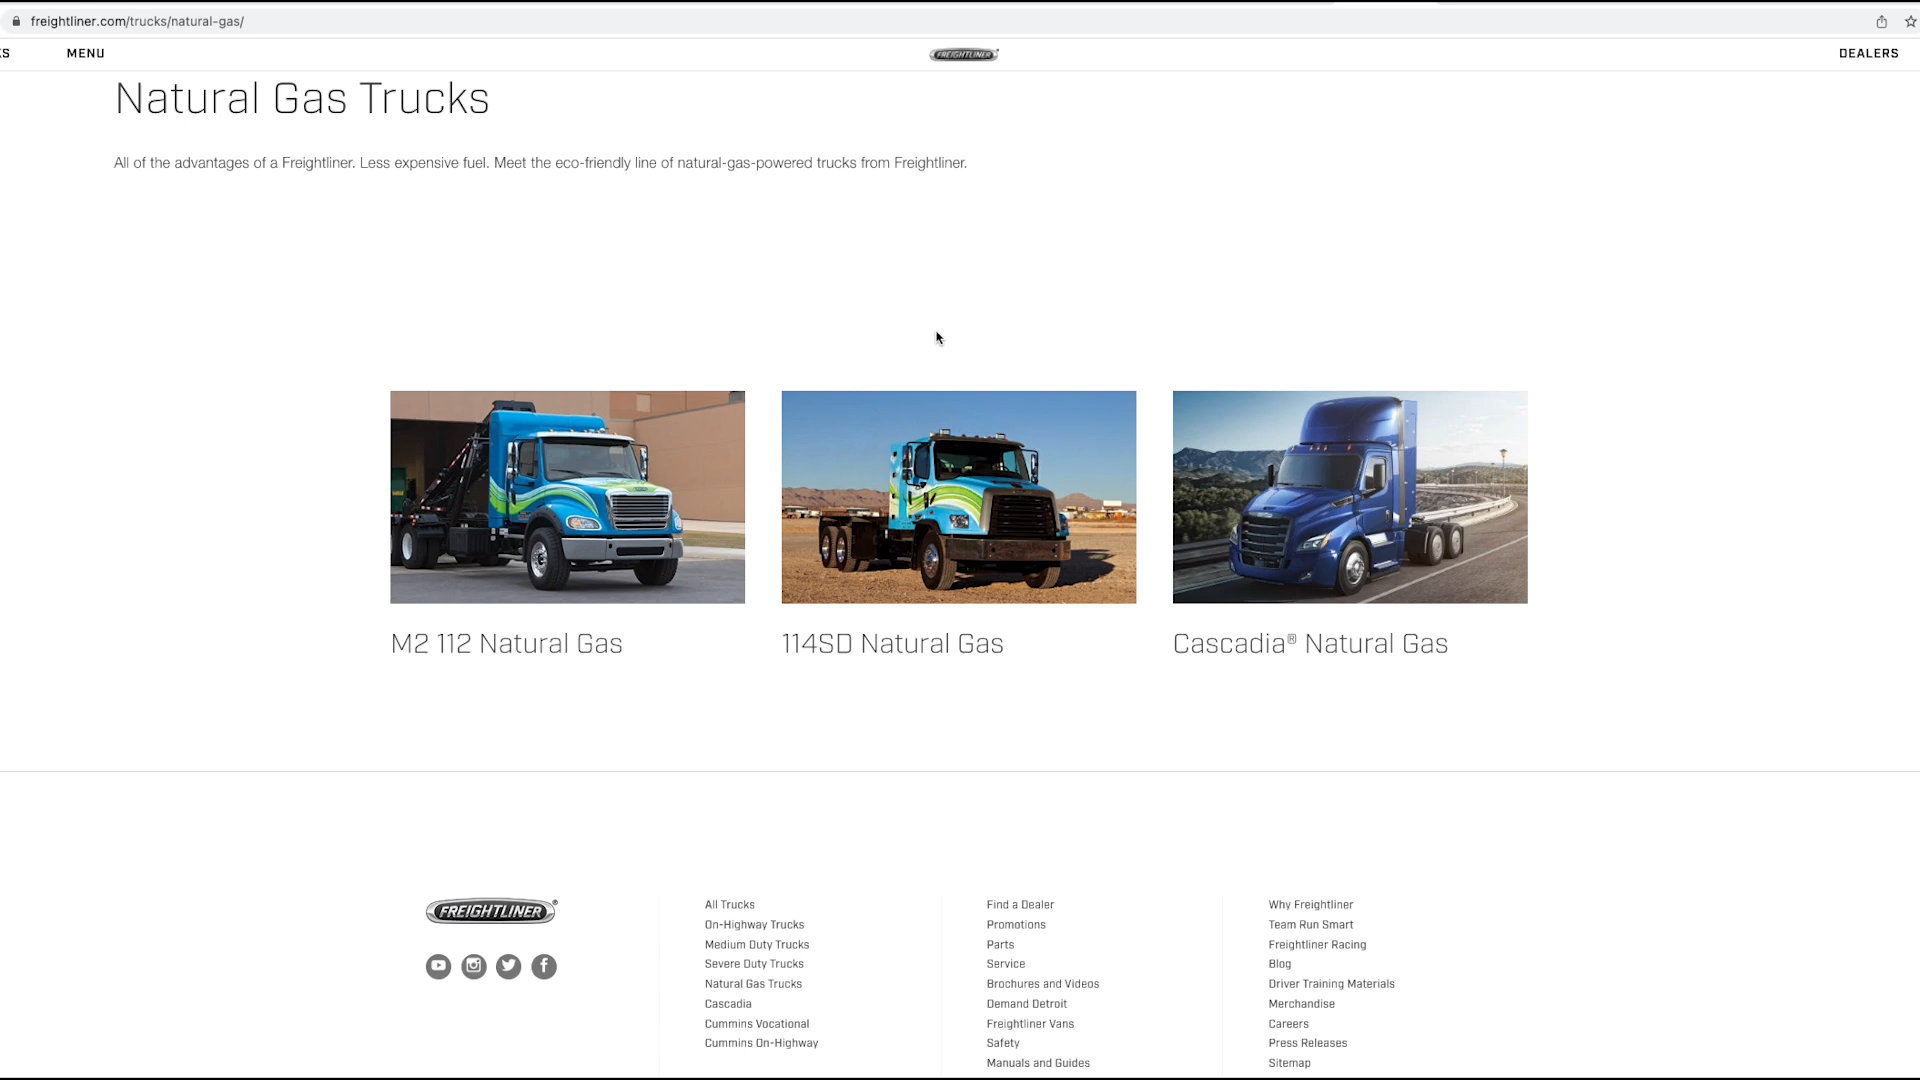 freightliner.com/trucks/natural-gas/
MENU
FREIGHTLINER
DEALERS
Natural Gas Trucks
All of the advantages of a Freightliner. Less expensive fuel. Meet the eco-friendly line of natural-gas-powered trucks from Freightliner.
M2 112 Natural Gas
114SD Natural Gas
Cascadia® Natural Gas
FREIGHTLINER®
All Trucks
On-Highway Trucks
Medium Duty Trucks
Severe Duty Trucks
Natural Gas Trucks
Cascadia
Cummins Vocational
Cummins On-Highway
Find a Dealer
Promotions
Parts
Service
Brochures and Videos
Demand Detroit
Freightliner Vans
Safety
Manuals and Guides
Why Freightliner
Team Run Smart
Freightliner Racing
Blog
Driver Training Materials
Merchandise
Careers
Press Releases
Sitemap